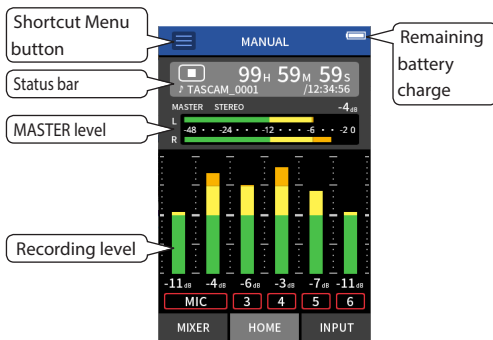 Shortcut Menu
button
Status bar
MASTER level
Recording level
Remaining
battery
charge
MANUAL
99H 59M 59S
♪ TASCAM_0001 /12:34:56
MASTER STEREO -4dB
L
-48 · · -24 · · · · -12 · · · · -6 · · -2 0
R
-11dB -4dB -6dB -3dB -7dB -11dB
MIC 3 4 5 6
MIXER HOME INPUT